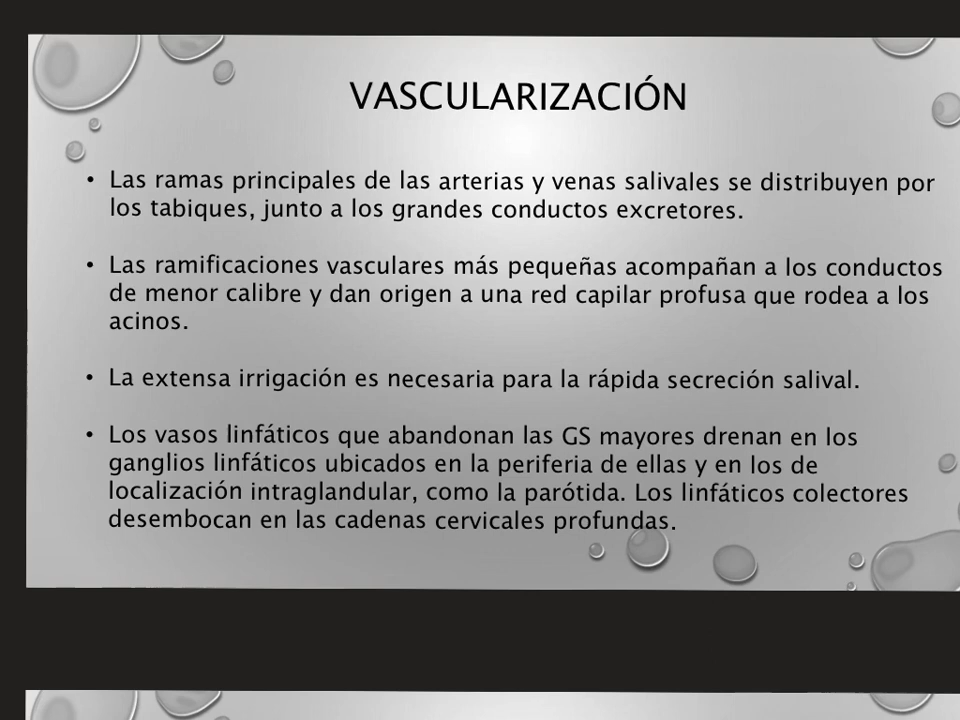 VASCULARIZACIÓN
• Las ramas principales de las arterias y venas salivales se distribuyen por
los tabiques, junto a los grandes conductos excretores.
• Las ramificaciones vasculares más pequeñas acompañan a los conductos
de menor calibre y dan origen a una red capilar profusa que rodea a los
acinos.
• La extensa irrigación es necesaria para la rápida secreción salival.
• Los vasos linfáticos que abandonan las GS mayores drenan en los
ganglios linfáticos ubicados en la periferia de ellas y en los de
localización intraglandular, como la parótida. Los linfáticos colectores
desembocan en las cadenas cervicales profundas.